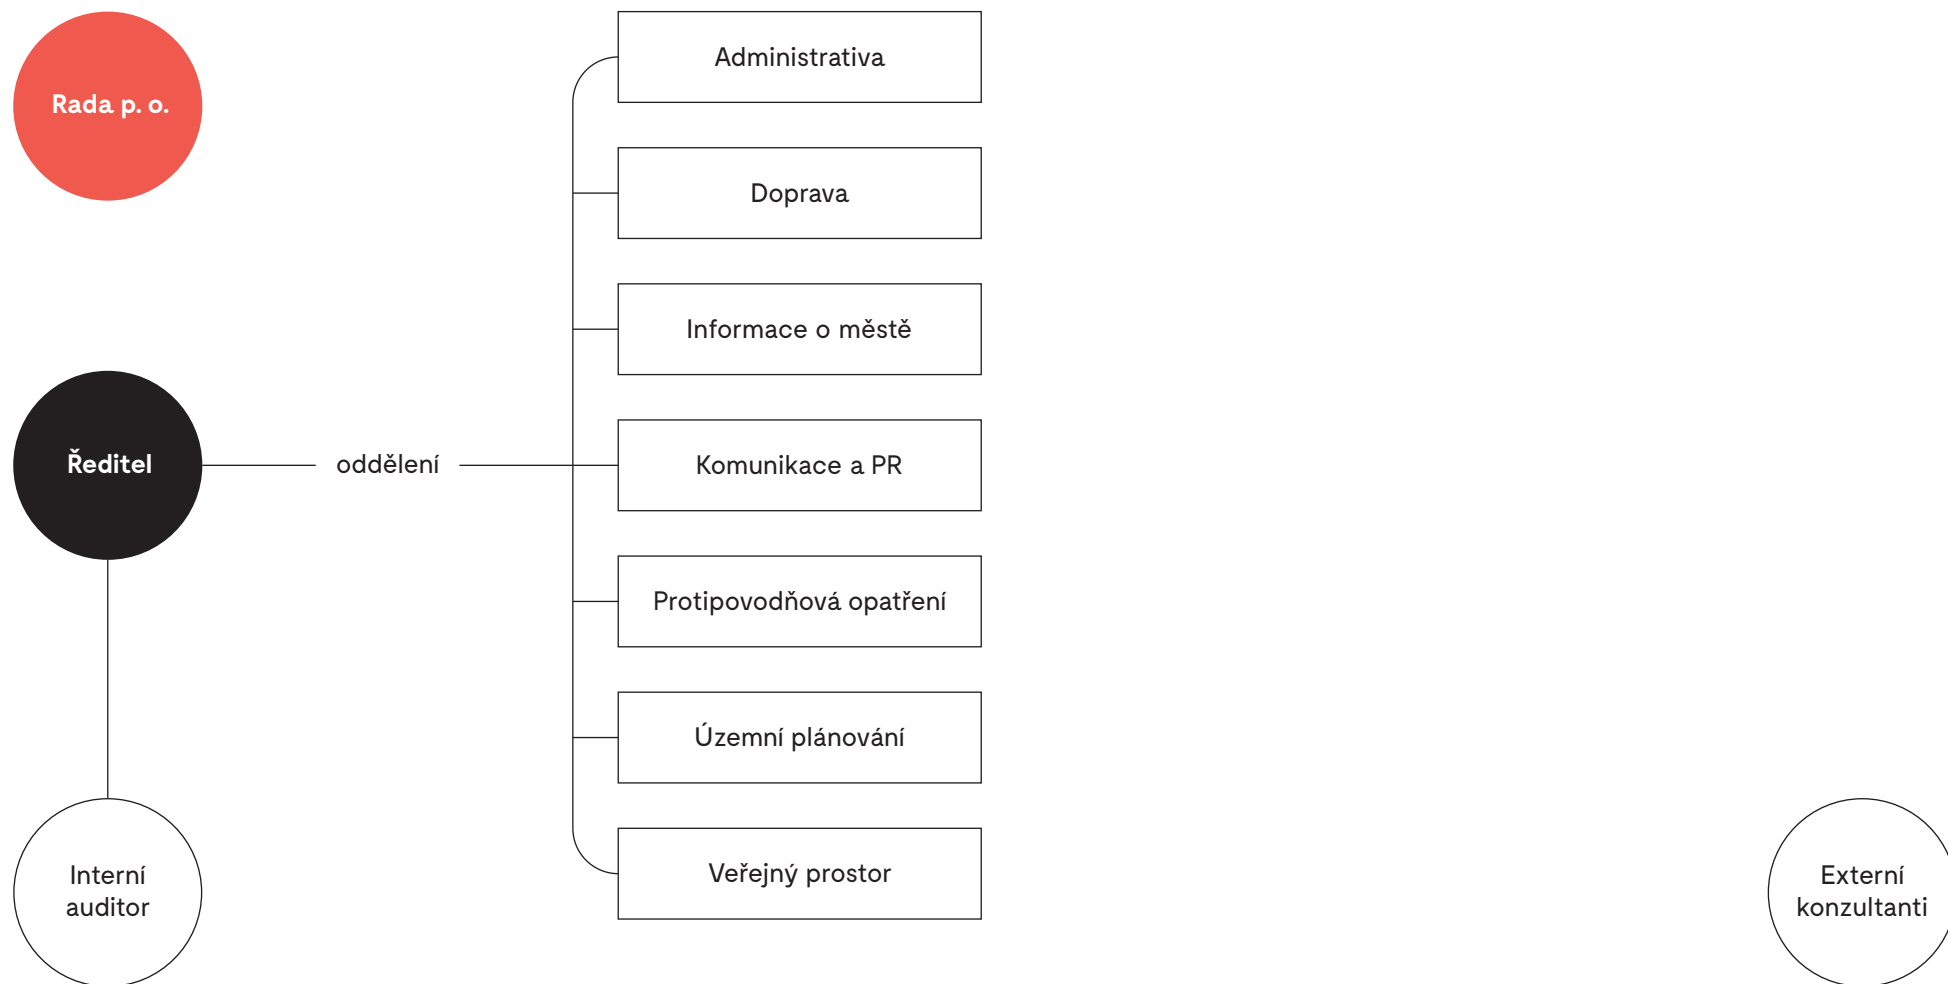 Rada p. o.
Administrativa
Doprava
Informace o městě
Ředitel
oddělení
Komunikace a PR
Protipovodňová opatření
Územní plánování
Veřejný prostor
Interní
auditor
Externí
konzultanti